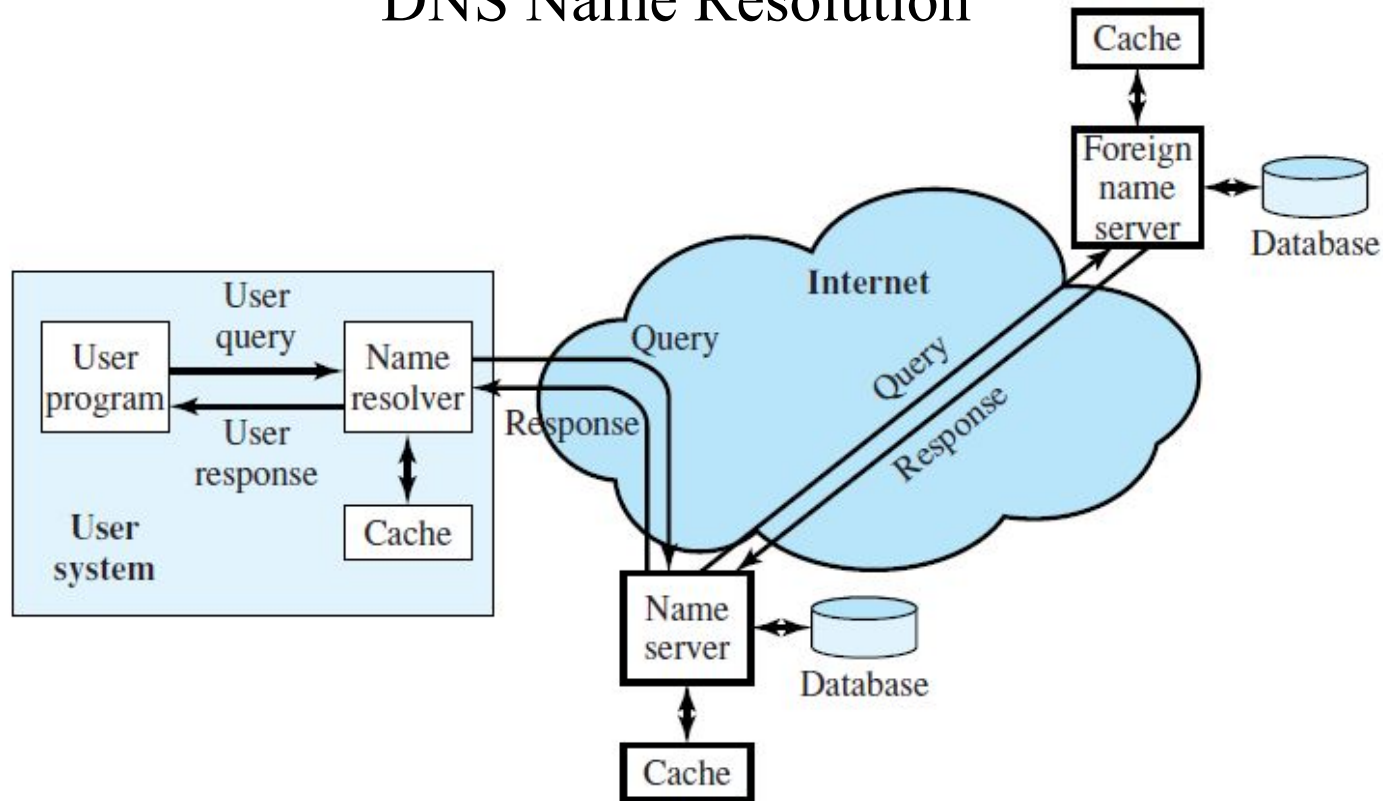 DNS Name Resolution
Cache
Foreign
name
server
Database
Internet
User
query
User
program
Name
resolver
User
response
Cache
User
system
Query
Response
Query
Response
Name
server
Database
Cache